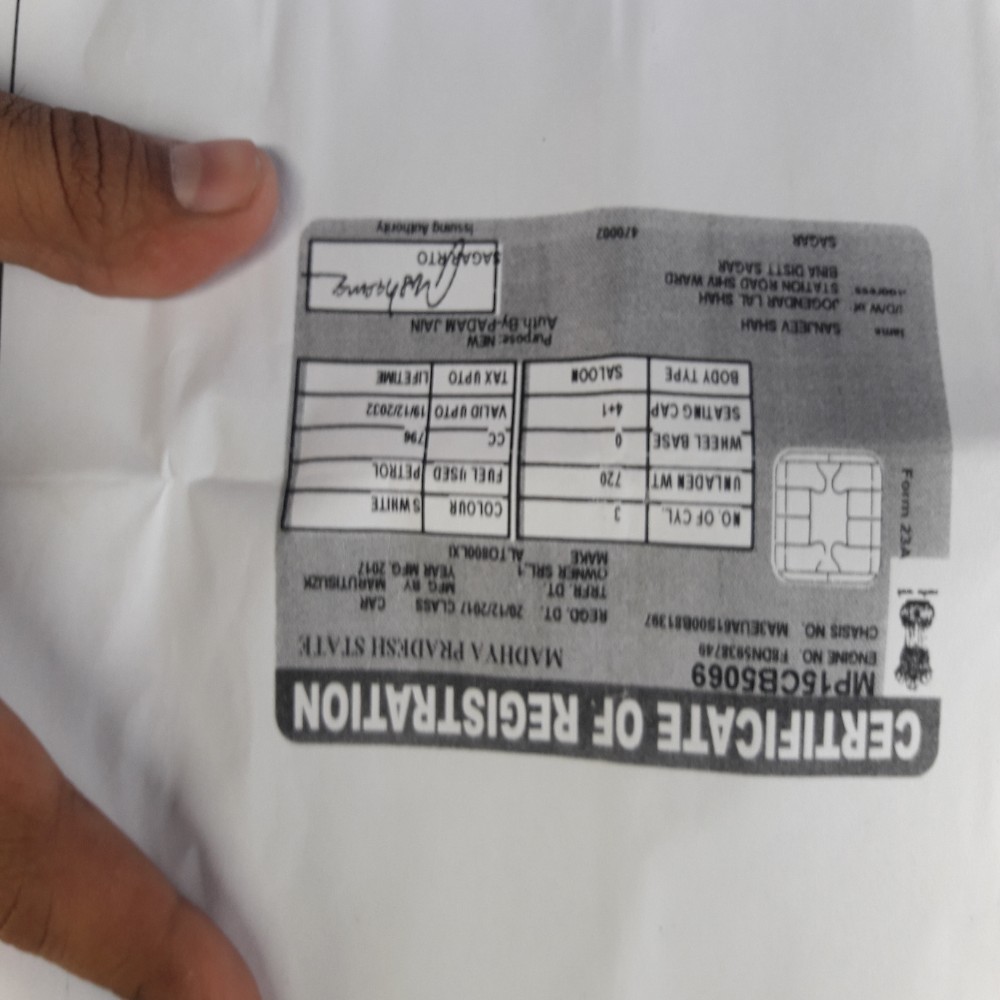 CERTIFICATE OF REGISTRATION
MP15CB5069 MADHYA PRADESH STATE
ENGINE NO. F8DN5938749
CHASIS NO. MA3EUA61S00B81397
REGD. DT. 20/12/2017 CLASS CAR
TRFR. DT. MFG BY MARUTISUZK
OWNER SRL.1 YEAR MFG. 2017
MAKE ALTO800LXI
Form 23A
NO. OF CYL. 3 COLOUR SWHITE
UNLADEN WT 720 FUEL USED PETROL
WHEEL BASE 0 CC 796
SEATING CAP 4+1 VALID UPTO 19/12/2032
BODY TYPE SALOON TAX UPTO LIFETIME
Purpose: NEW
Auth.By-PADAM JAIN
SANJEEV SHAH
JOGENDAR LAL SHAH
STATION ROAD SHIV WARD
BINA DISTT SAGAR
SAGAR 470002
SAGAR RTO
Issuing Authority